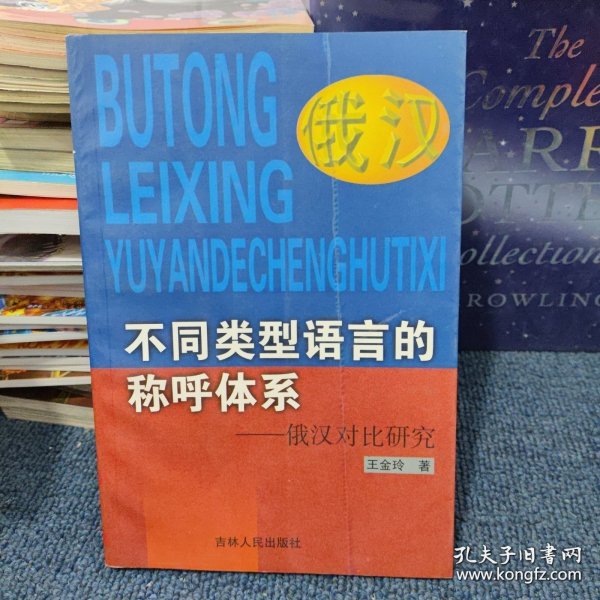 BUTONG
LEIXING
YUYANDECHENGHUTIXI
俄汉
不同类型语言的
称呼体系
——俄汉对比研究
王金玲 著
吉林人民出版社
The
Comple
ARR
OTTE
ollection
ROWLING
孔夫子旧书网
www.kongfz.com